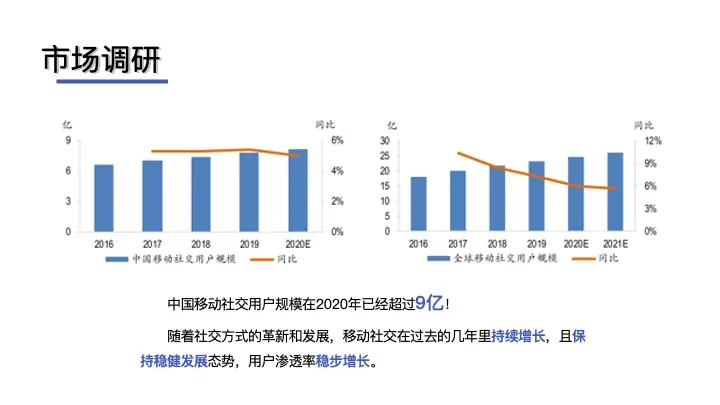 市场调研
亿
同比
9
6%
6
4%
3
2%
0
0%
2016 2017 2018 2019 2020E
中国移动社交用户规模 同比
亿
同比
30
12%
25
20
9%
15
6%
10
5
3%
0
0%
2016 2017 2018 2019 2020E 2021E
全球移动社交用户规模 同比
中国移动社交用户规模在2020年已经超过9亿！
随着社交方式的革新和发展，移动社交在过去的几年里持续增长，且保
持稳健发展态势，用户渗透率稳步增长。